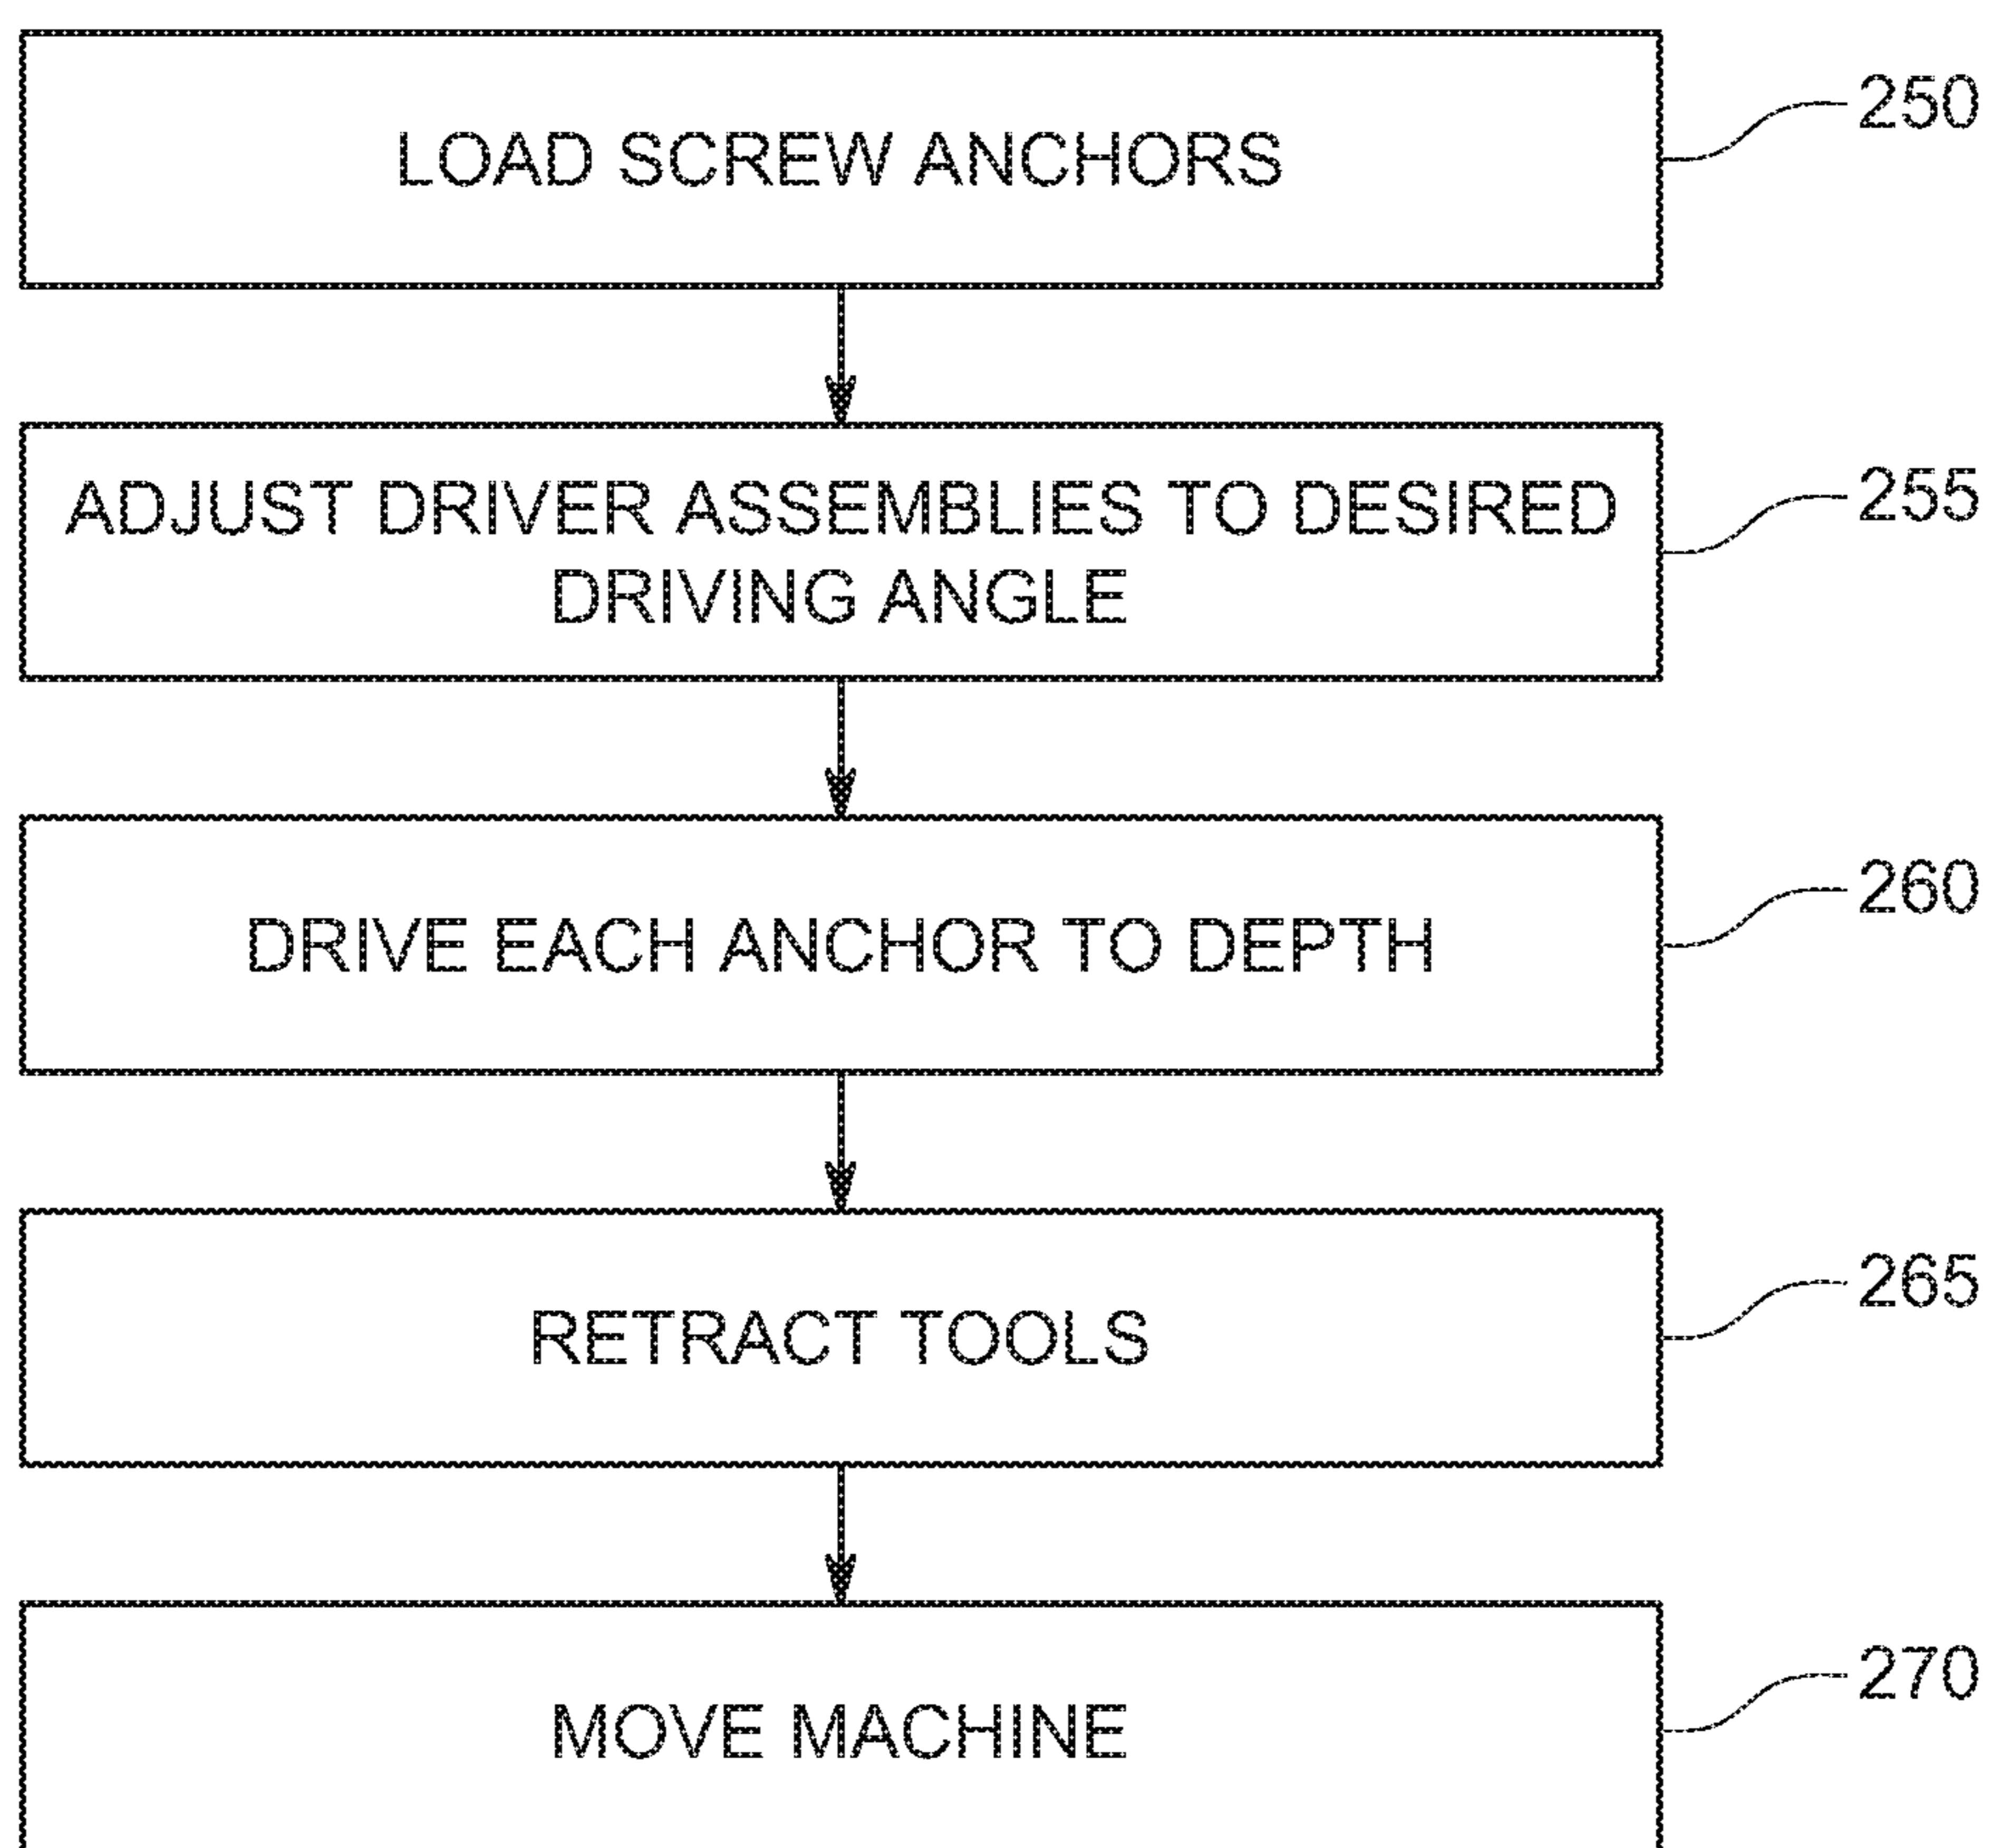 LOAD SCREW ANCHORS
250
ADJUST DRIVER ASSEMBLIES TO DESIRED
DRIVING ANGLE
255
DRIVE EACH ANCHOR TO DEPTH
260
RETRACT TOOLS
265
MOVE MACHINE
270